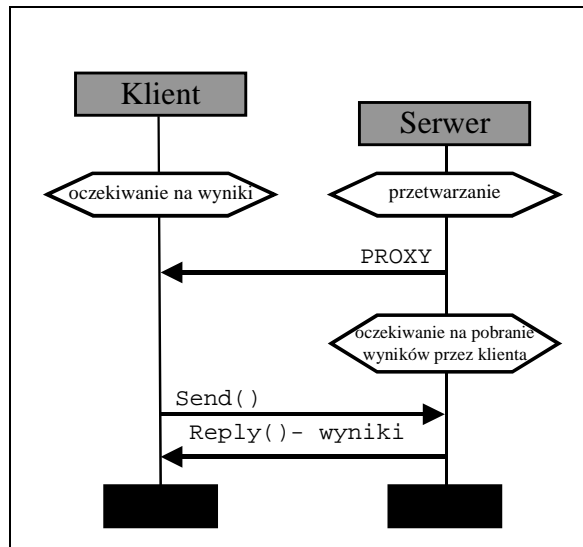 Klient
Serwer
oczekiwanie na wyniki
przetwarzanie
PROXY
oczekiwanie na pobranie
wyników przez klienta
Send()
Reply()- wyniki